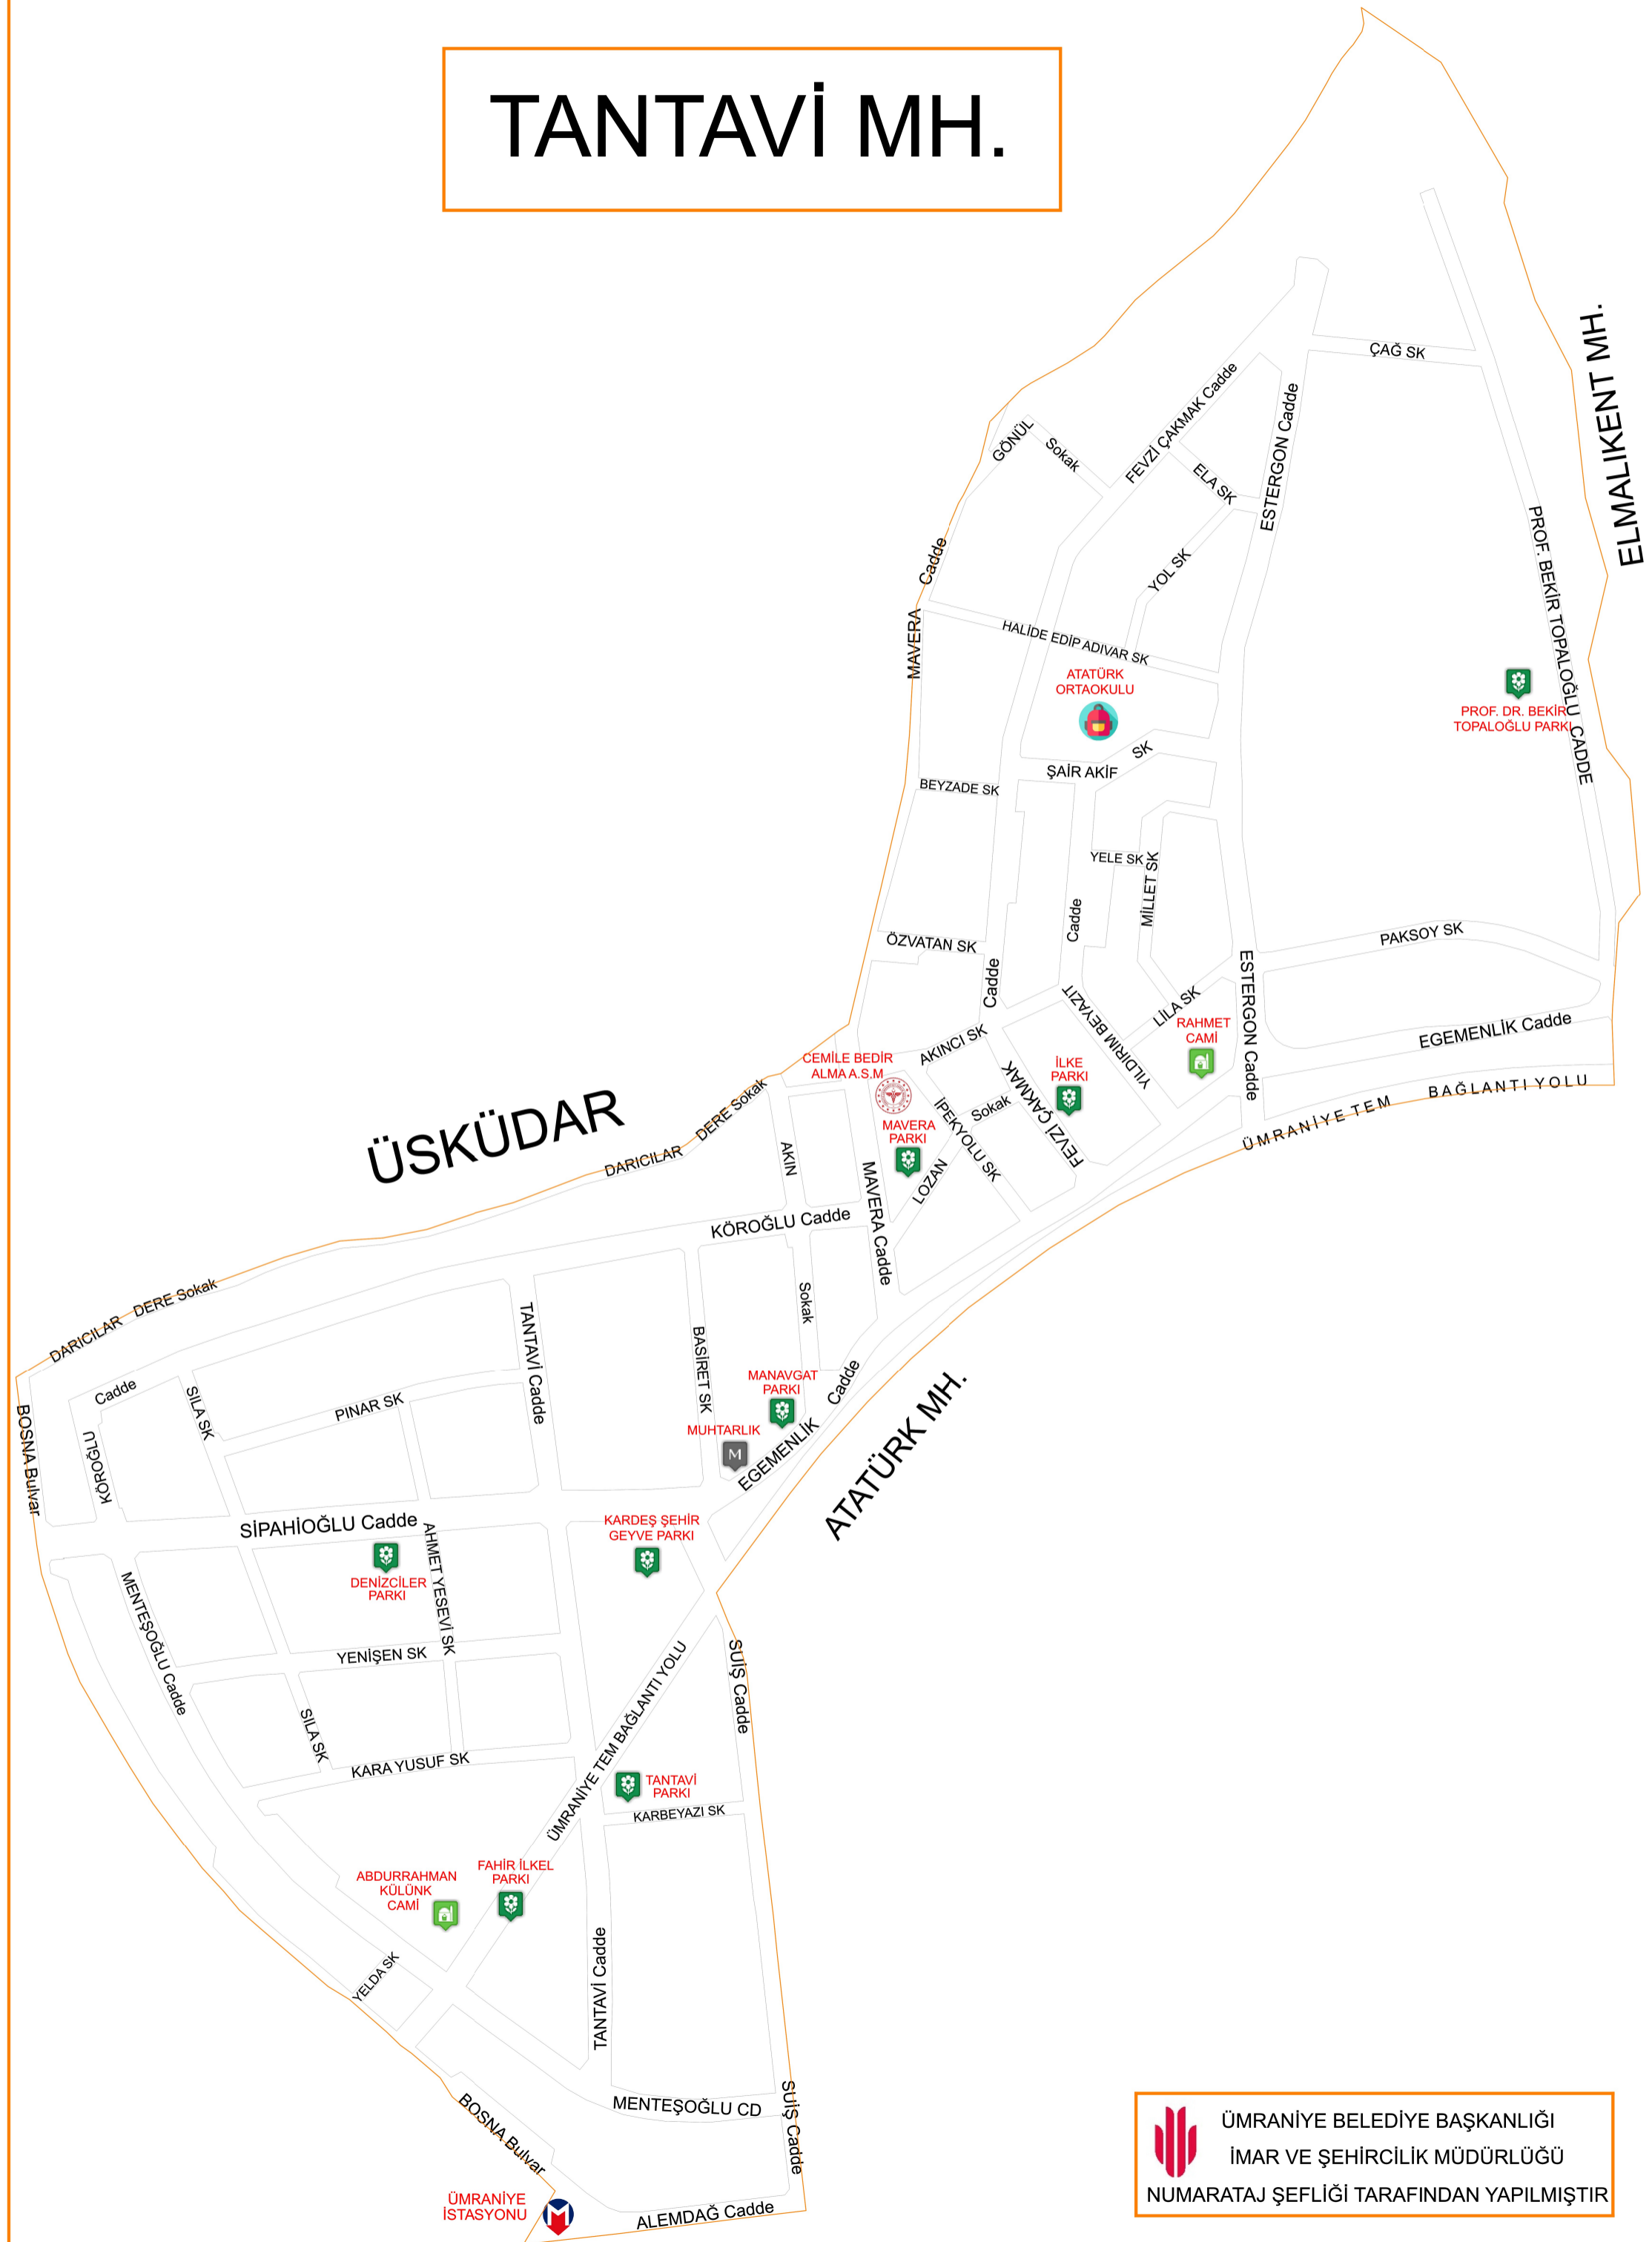 TANTAVİ MH.
ELMALIKENT MH.
ÇAĞ SK
FEVZİ ÇAKMAK Cadde
ESTERGON Cadde
GÖNÜL
Sokak
ELA SK
YOL SK
PROF. BEKİR TOPALOĞLU CADDE
MAVERA
Cadde
HALİDE EDİP ADIVAR SK
ATATÜRK
ORTAOKULU
PROF. DR. BEKİR
TOPALOĞLU PARKI
ŞAİR AKİF
SK
BEYZADE SK
YELE SK
MİLLET SK
Cadde
ÖZVATAN SK
Cadde
PAKSOY SK
ESTERGON Cadde
YILDIRIM BEYAZIT
LİLA SK
RAHMET
CAMİ
EGEMENLİK Cadde
AKINCI SK
CEMİLE BEDİR
ALMA A.S.M
FEVZİ ÇAKMAK
İLKE
PARKI
ÜMRANİYE TEM
BAĞLANTI YOLU
İPEKYOLU SK
Sokak
LOZAN
MAVERA
PARKI
ÜSKÜDAR
DARICILAR
DERE Sokak
AKIN
MAVERA Cadde
KÖROĞLU Cadde
Sokak
DARICILAR
DERE Sokak
TANTAVİ Cadde
BASİRET SK
MANAVGAT
PARKI
Cadde
EGEMENLİK
MUHTARLIK
M
ATATÜRK MH.
Cadde
KÖROĞLU
SILA SK
PINAR SK
BOSNA Bulvar
SİPAHİOĞLU Cadde
KARDEŞ ŞEHİR
GEYVE PARKI
DENİZCİLER
PARKI
AHMET YESEVİ SK
MENTEŞOĞLU Cadde
YENİŞEN SK
SILA SK
KARA YUSUF SK
ÜMRANİYE TEM BAĞLANTI YOLU
SUİŞ Cadde
TANTAVİ
PARKI
KARBEYAZI SK
ABDURRAHMAN
KÜLÜNK
CAMİ
FAHİR İLKEL
PARKI
YELDA SK
TANTAVİ Cadde
MENTEŞOĞLU CD
SUİŞ Cadde
BOSNA Bulvar
ÜMRANİYE
İSTASYONU
M
ALEMDAĞ Cadde
ÜMRANİYE BELEDİYE BAŞKANLIĞI
İMAR VE ŞEHİRCİLİK MÜDÜRLÜĞÜ
NUMARATAJ ŞEFLİĞİ TARAFINDAN YAPILMIŞTIR